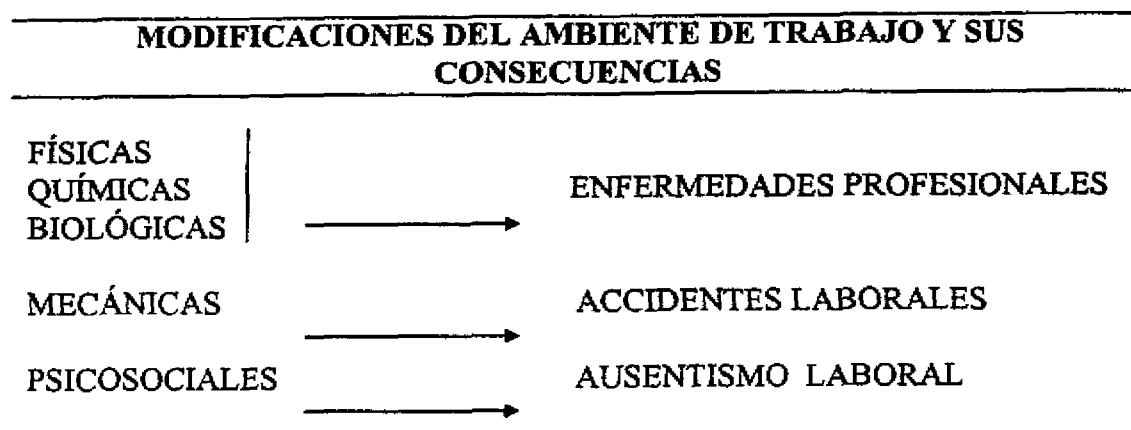 MODIFICACIONES DEL AMBIENTE DE TRABAJO Y SUS
CONSECUENCIAS
FÍSICAS
QUÍMICAS
BIOLÓGICAS
ENFERMEDADES PROFESIONALES
MECÁNICAS
ACCIDENTES LABORALES
PSICOSOCIALES
AUSENTISMO LABORAL